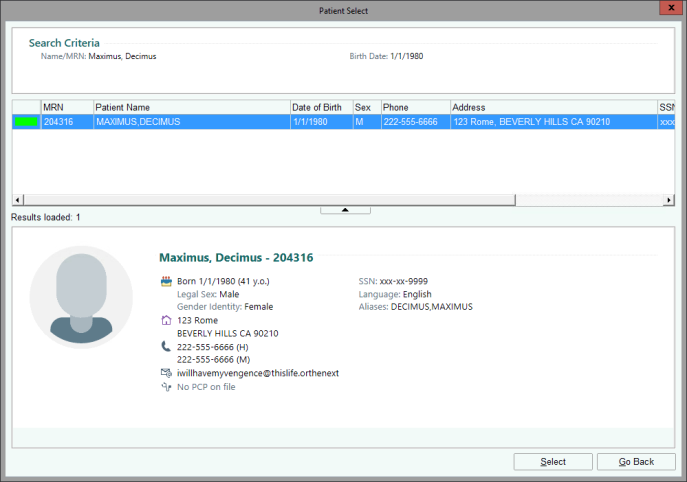 Patient Select
x
Search Criteria
Name/MRN: Maximus, Decimus Birth Date: 1/1/1980
MRN Patient Name Date of Birth Sex Phone Address SSN
204316 MAXIMUS,DECIMUS 1/1/1980 M 222-555-6666 123 Rome, BEVERLY HILLS CA 90210 xxx
Results loaded: 1
Maximus, Decimus - 204316
Born 1/1/1980 (41 y.o.) SSN: xxx-xx-9999
Legal Sex: Male Language: English
Gender Identity: Female Aliases: DECIMUS,MAXIMUS
123 Rome
BEVERLY HILLS CA 90210
222-555-6666 (H)
222-555-6666 (M)
iwillhavemyvengence@thislife.orthenext
No PCP on file
Select Go Back